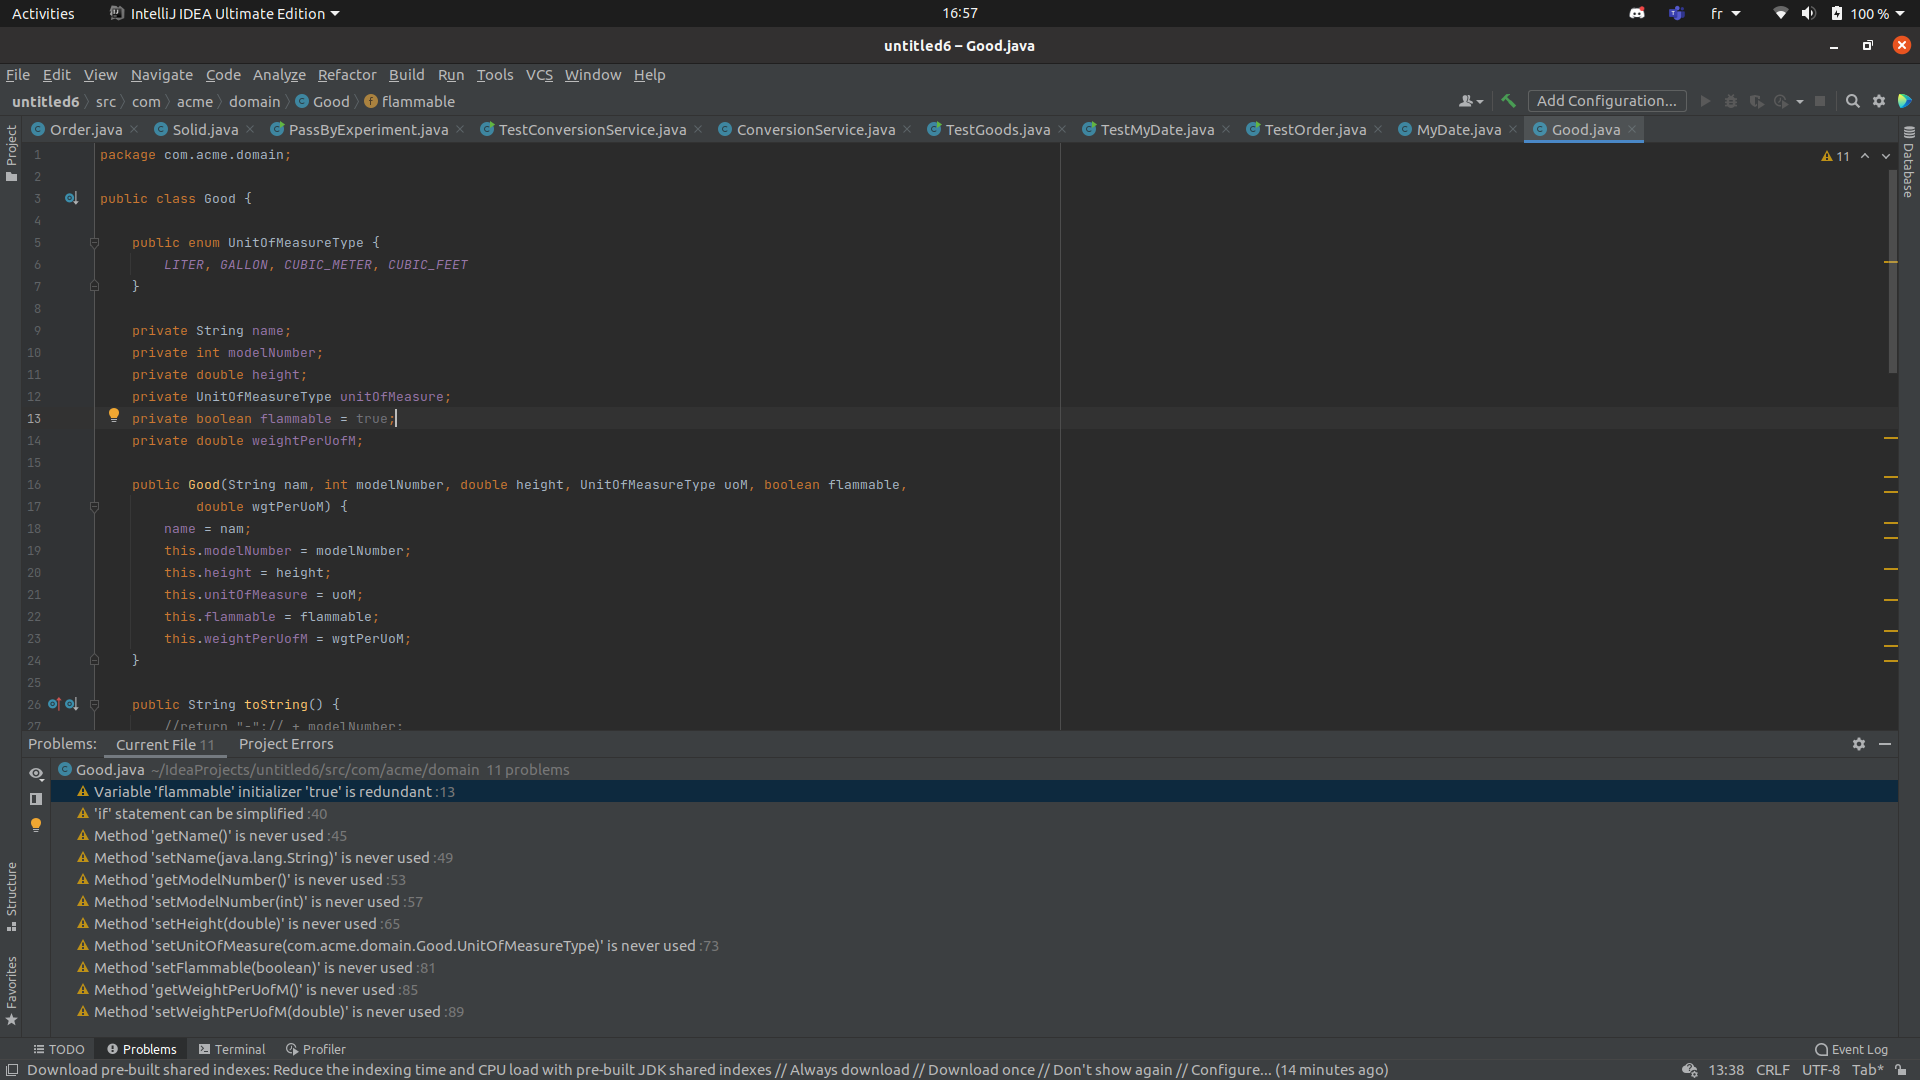 Activities IntelliJ IDEA Ultimate Edition 16:57 fr 100 %
untitled6 – Good.java
File Edit View Navigate Code Analyze Refactor Build Run Tools VCS Window Help
untitled6 src com acme domain Good flammable Add Configuration...
Order.java Solid.java PassByExperiment.java TestConversionService.java ConversionService.java TestGoods.java TestMyDate.java TestOrder.java MyDate.java Good.java
Project
Database
11
1 package com.acme.domain;
2
3 public class Good {
4
5 public enum UnitOfMeasureType {
6 LITER, GALLON, CUBIC_METER, CUBIC_FEET
7 }
8
9 private String name;
10 private int modelNumber;
11 private double height;
12 private UnitOfMeasureType unitOfMeasure;
13 private boolean flammable = true;
14 private double weightPerUofM;
15
16 public Good(String nam, int modelNumber, double height, UnitOfMeasureType uoM, boolean flammable,
17 double wgtPerUoM) {
18 name = nam;
19 this.modelNumber = modelNumber;
20 this.height = height;
21 this.unitOfMeasure = uoM;
22 this.flammable = flammable;
23 this.weightPerUofM = wgtPerUoM;
24 }
25
26 public String toString() {
27 //return "-";// + modelNumber;
Problems: Current File 11 Project Errors
Good.java ~/IdeaProjects/untitled6/src/com/acme/domain 11 problems
Variable 'flammable' initializer 'true' is redundant :13
'if' statement can be simplified :40
Method 'getName()' is never used :45
Method 'setName(java.lang.String)' is never used :49
Method 'getModelNumber()' is never used :53
Method 'setModelNumber(int)' is never used :57
Method 'setHeight(double)' is never used :65
Method 'setUnitOfMeasure(com.acme.domain.Good.UnitOfMeasureType)' is never used :73
Method 'setFlammable(boolean)' is never used :81
Method 'getWeightPerUofM()' is never used :85
Method 'setWeightPerUofM(double)' is never used :89
Structure
Favorites
TODO Problems Terminal Profiler Event Log
Download pre-built shared indexes: Reduce the indexing time and CPU load with pre-built JDK shared indexes // Always download // Download once // Don't show again // Configure... (14 minutes ago) 13:38 CRLF UTF-8 Tab*